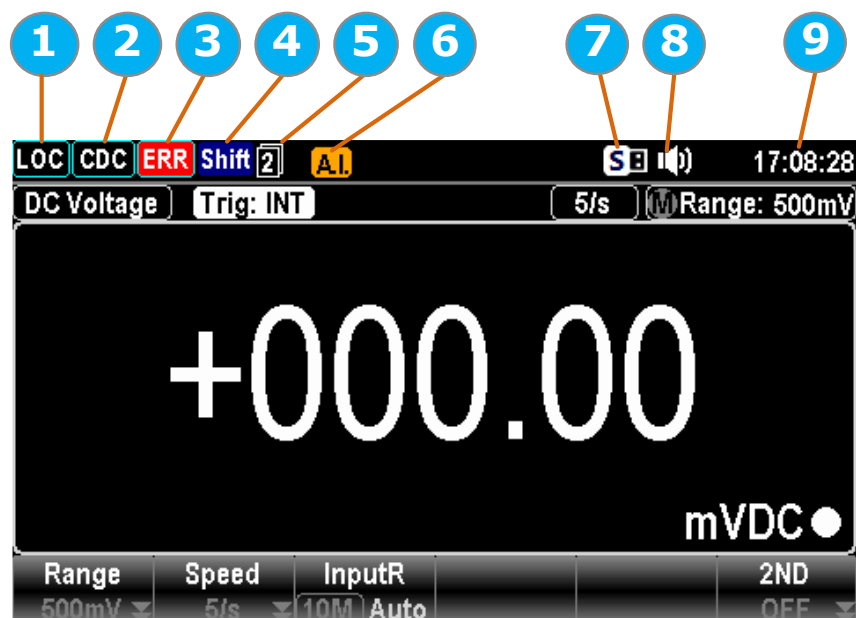 1 2 3 4 5 6 7 8 9
LOC CDC ERR Shift 2 A.I. S 17:08:28
DC Voltage Trig: INT 5/s M Range: 500mV
+000.00
mVDC
Range Speed InputR 2ND
500mV 5/s 10M Auto OFF